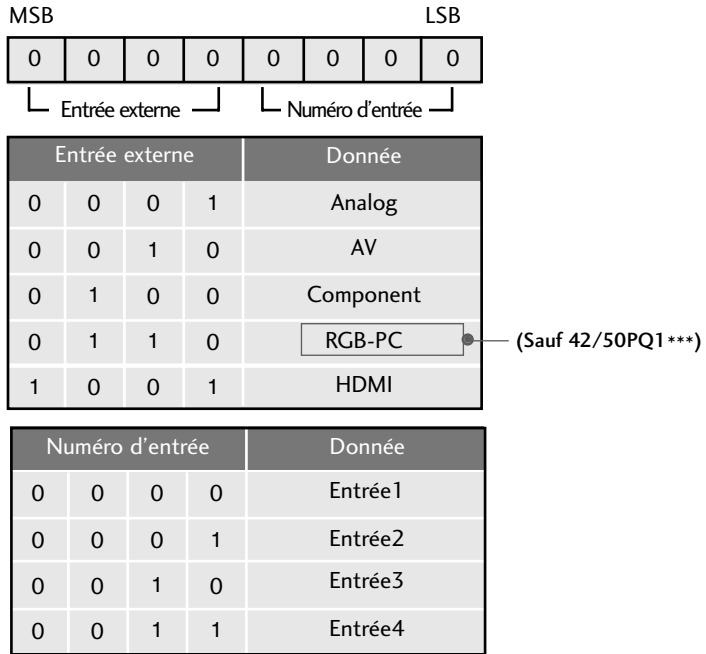 MSB LSB
0 0 0 0 0 0 0 0
Entrée externe Numéro d'entrée
Entrée externe Donnée
0 0 0 1 Analog
0 0 1 0 AV
0 1 0 0 Component
0 1 1 0 RGB-PC (Sauf 42/50PQ1***)
1 0 0 1 HDMI
Numéro d'entrée Donnée
0 0 0 0 Entrée1
0 0 0 1 Entrée2
0 0 1 0 Entrée3
0 0 1 1 Entrée4